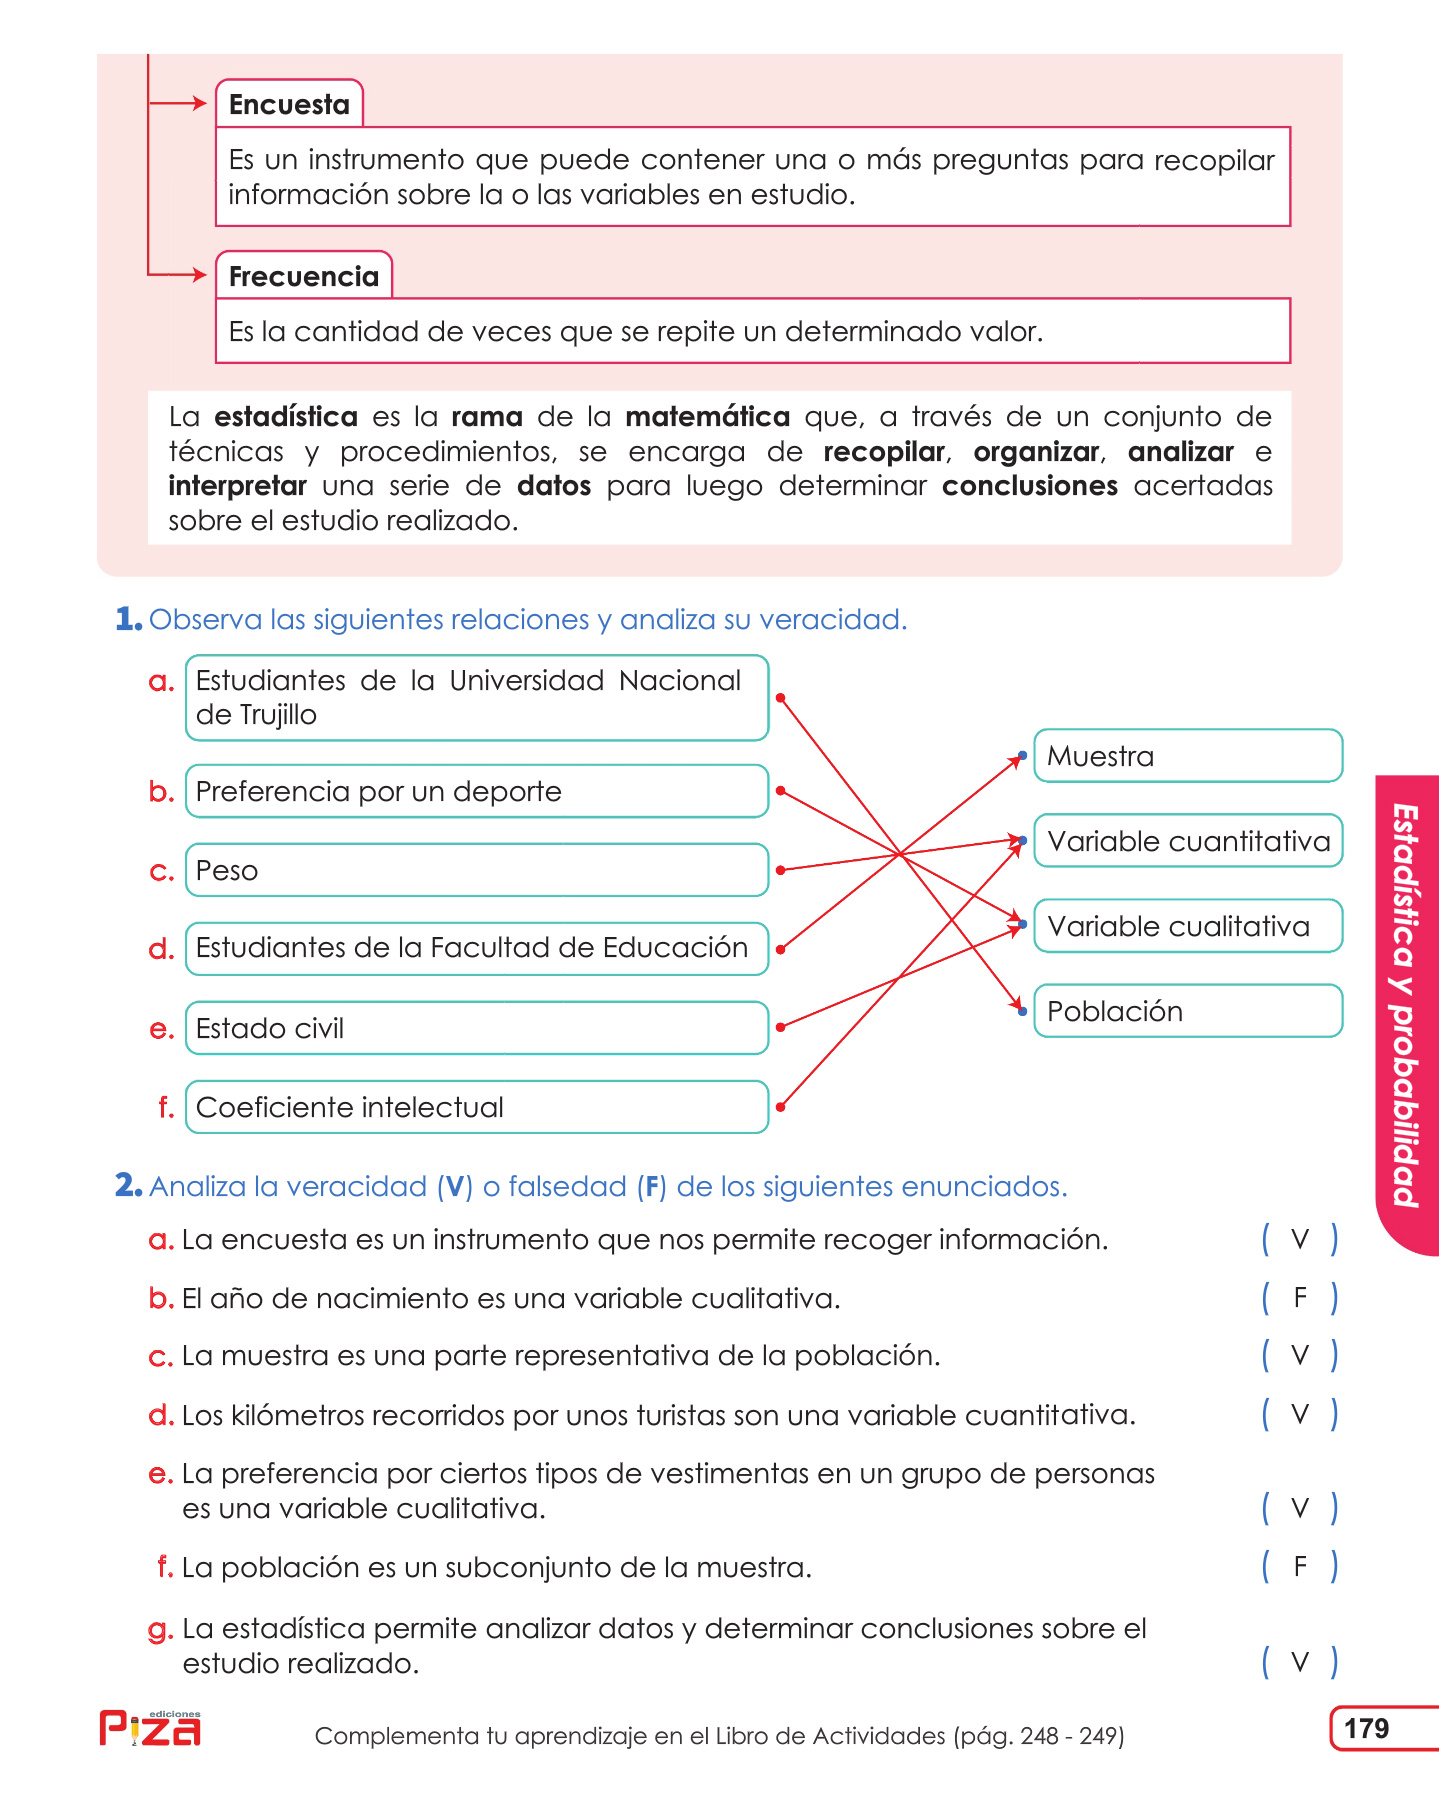 Encuesta
Es un instrumento que puede contener una o más preguntas para recopilar
información sobre la o las variables en estudio.
Frecuencia
Es la cantidad de veces que se repite un determinado valor.
La estadística es la rama de la matemática que, a través de un conjunto de
técnicas y procedimientos, se encarga de recopilar, organizar, analizar e
interpretar una serie de datos para luego determinar conclusiones acertadas
sobre el estudio realizado.
1. Observa las siguientes relaciones y analiza su veracidad.
a. Estudiantes de la Universidad Nacional
de Trujillo
b. Preferencia por un deporte
c. Peso
d. Estudiantes de la Facultad de Educación
e. Estado civil
f. Coeficiente intelectual
Muestra
Variable cuantitativa
Variable cualitativa
Población
2. Analiza la veracidad (V) o falsedad (F) de los siguientes enunciados.
a. La encuesta es un instrumento que nos permite recoger información. ( V )
b. El año de nacimiento es una variable cualitativa. ( F )
c. La muestra es una parte representativa de la población. ( V )
d. Los kilómetros recorridos por unos turistas son una variable cuantitativa. ( V )
e. La preferencia por ciertos tipos de vestimentas en un grupo de personas
es una variable cualitativa. ( V )
f. La población es un subconjunto de la muestra. ( F )
g. La estadística permite analizar datos y determinar conclusiones sobre el
estudio realizado. ( V )
Estadística y probabilidad
ediciones
Piza
Complementa tu aprendizaje en el Libro de Actividades (pág. 248 - 249)
179